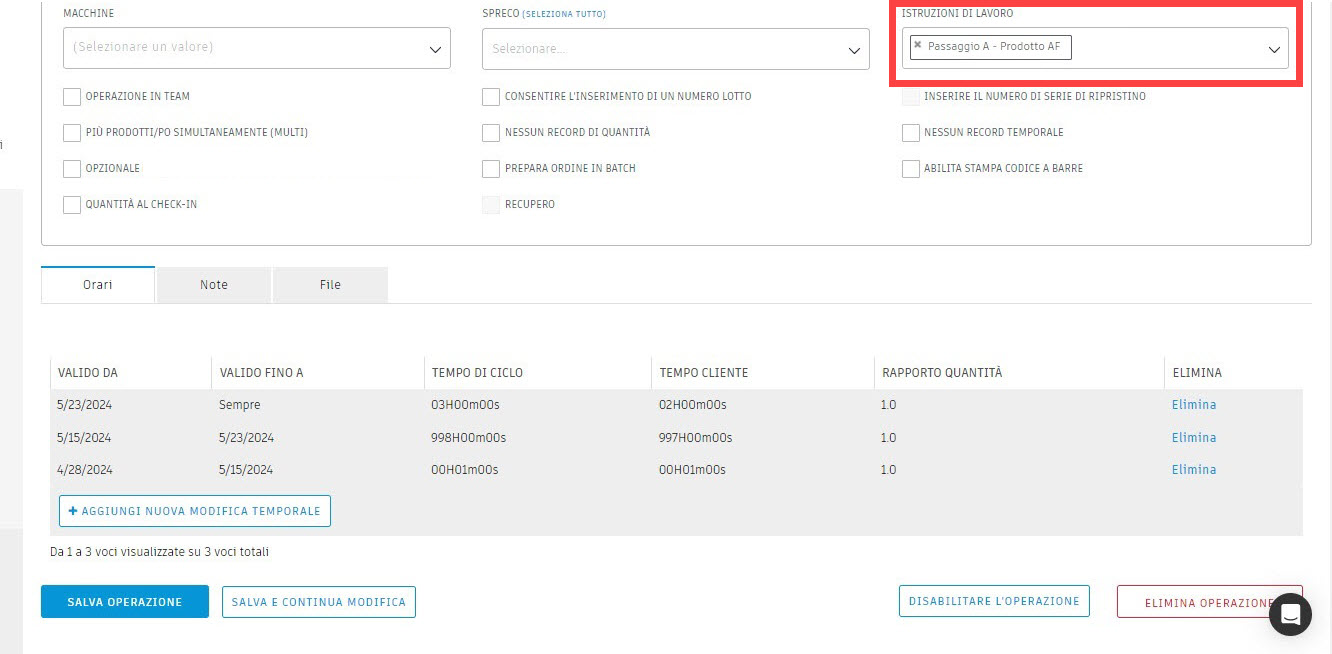 MACCHINE
SPRECO (SELEZIONA TUTTO)
ISTRUZIONI DI LAVORO
(Selezionare un valore)
Selezionare...
× Passaggio A - Prodotto AF
OPERAZIONE IN TEAM
CONSENTIRE L'INSERIMENTO DI UN NUMERO LOTTO
INSERIRE IL NUMERO DI SERIE DI RIPRISTINO
PIÙ PRODOTTI/PO SIMULTANEAMENTE (MULTI)
NESSUN RECORD DI QUANTITÀ
NESSUN RECORD TEMPORALE
OPZIONALE
PREPARA ORDINE IN BATCH
ABILITA STAMPA CODICE A BARRE
QUANTITÀ AL CHECK-IN
RECUPERO
i
Orari
Note
File
VALIDO DA VALIDO FINO A TEMPO DI CICLO TEMPO CLIENTE RAPPORTO QUANTITÀ ELIMINA
5/23/2024 Sempre 03H00m00s 02H00m00s 1.0 Elimina
5/15/2024 5/23/2024 998H00m00s 997H00m00s 1.0 Elimina
4/28/2024 5/15/2024 00H01m00s 00H01m00s 1.0 Elimina
+ AGGIUNGI NUOVA MODIFICA TEMPORALE
Da 1 a 3 voci visualizzate su 3 voci totali
SALVA OPERAZIONE
SALVA E CONTINUA MODIFICA
DISABILITARE L'OPERAZIONE
ELIMINA OPERAZIONE